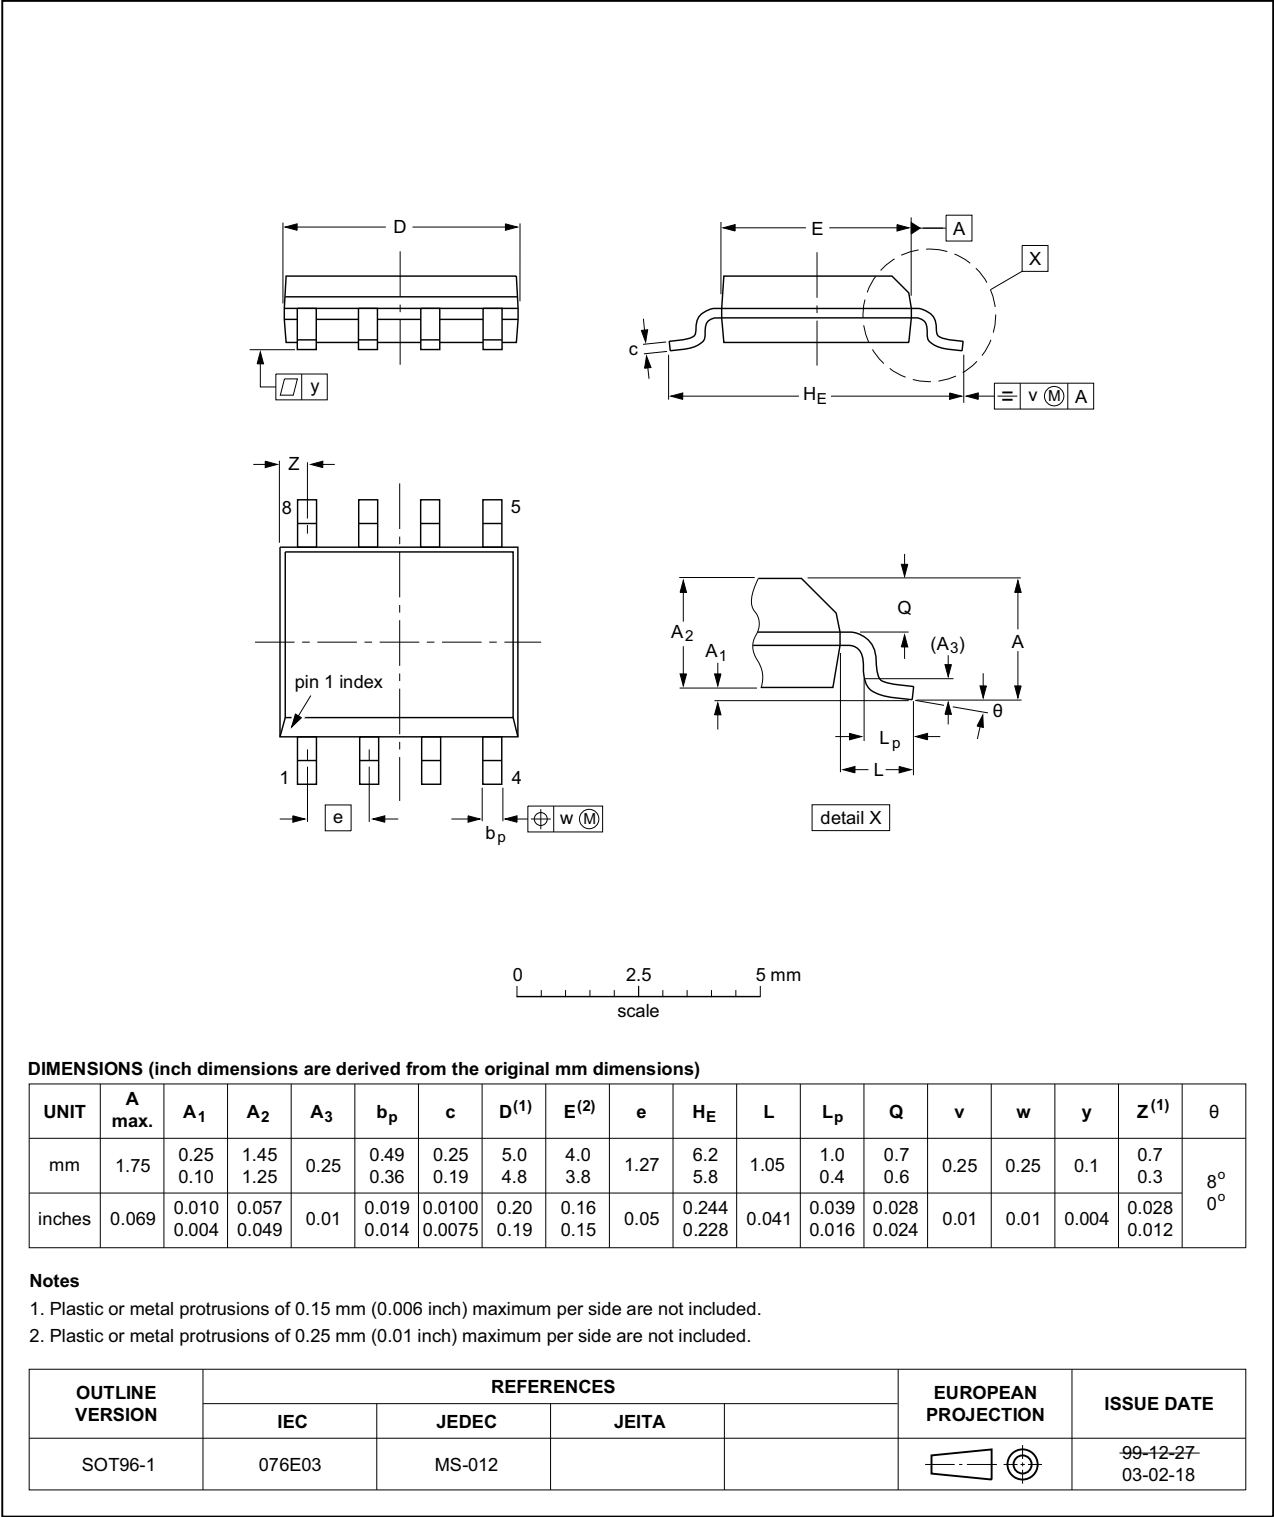 D
E
A
X
c
y
HE
v M A
Z
8
5
pin 1 index
1
4
e
bp
w M
A2
A1
Q
(A3)
A
θ
Lp
L
detail X
0 2.5 5 mm
scale
DIMENSIONS (inch dimensions are derived from the original mm dimensions)
UNIT A max. A1 A2 A3 bp c D(1) E(2) e HE L Lp Q v w y Z(1) θ
mm 1.75 0.25 0.10 1.45 1.25 0.25 0.49 0.36 0.25 0.19 5.0 4.8 4.0 3.8 1.27 6.2 5.8 1.05 1.0 0.4 0.7 0.6 0.25 0.25 0.1 0.7 0.3 8o 0o
inches 0.069 0.010 0.004 0.057 0.049 0.01 0.019 0.014 0.0100 0.0075 0.20 0.19 0.16 0.15 0.05 0.244 0.228 0.041 0.039 0.016 0.028 0.024 0.01 0.01 0.004 0.028 0.012
Notes
1. Plastic or metal protrusions of 0.15 mm (0.006 inch) maximum per side are not included.
2. Plastic or metal protrusions of 0.25 mm (0.01 inch) maximum per side are not included.
OUTLINE VERSION REFERENCES EUROPEAN PROJECTION ISSUE DATE
IEC JEDEC JEITA
SOT96-1 076E03 MS-012 99-12-27
03-02-18